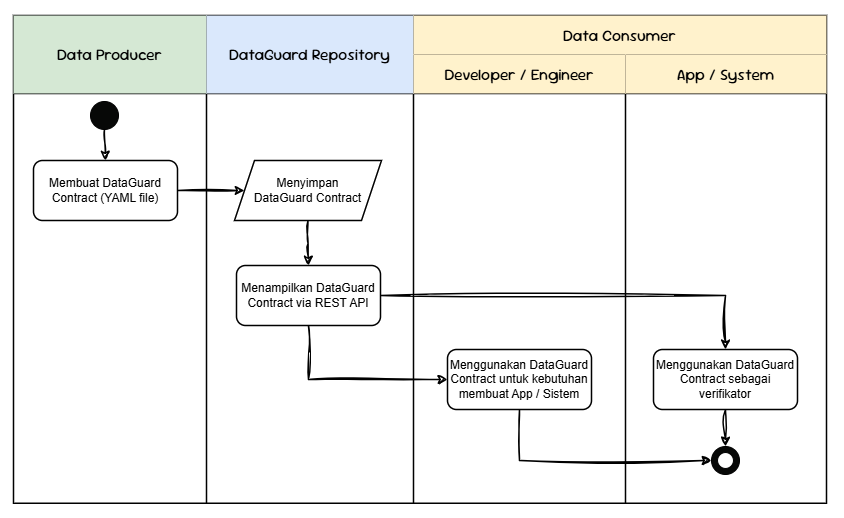 Data Producer
DataGuard Repository
Data Consumer
Developer / Engineer
App / System
Membuat DataGuard
Contract (YAML file)
Menyimpan
DataGuard Contract
Menampilkan DataGuard
Contract via REST API
Menggunakan DataGuard
Contract untuk kebutuhan
membuat App / Sistem
Menggunakan DataGuard
Contract sebagai
verifikator